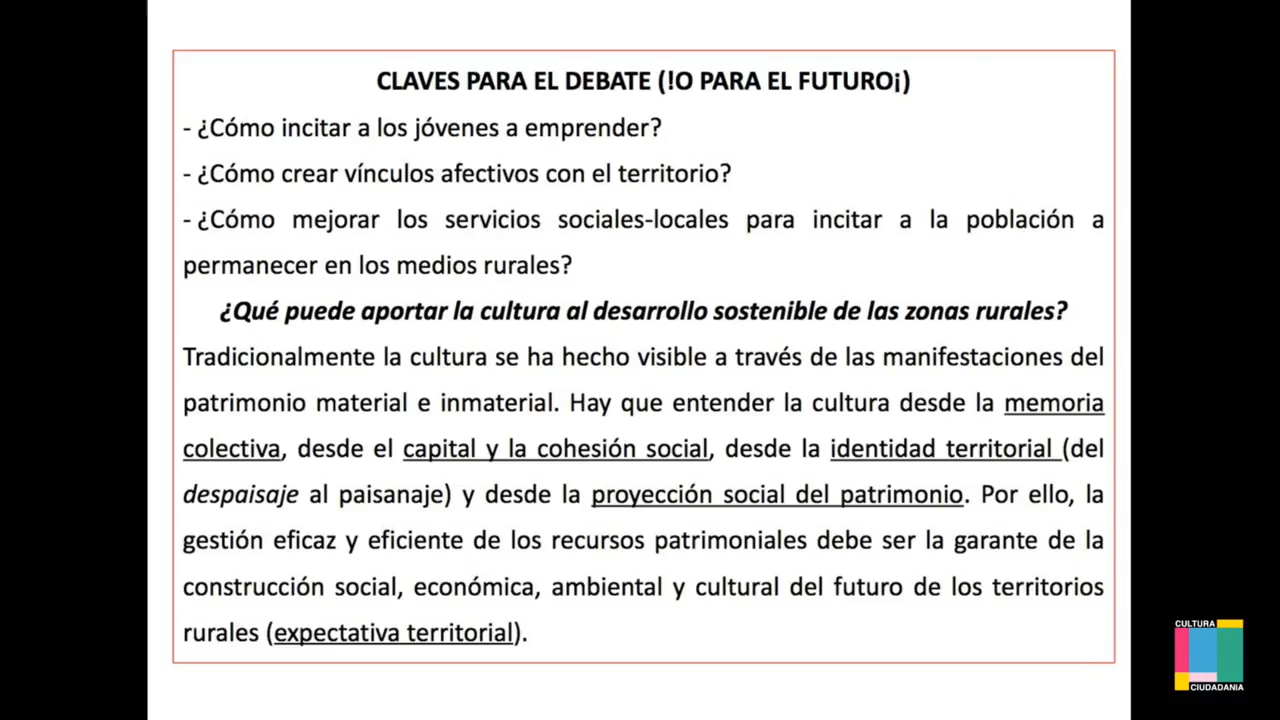 CLAVES PARA EL DEBATE (!O PARA EL FUTURO¡)
- ¿Cómo incitar a los jóvenes a emprender?
- ¿Cómo crear vínculos afectivos con el territorio?
- ¿Cómo mejorar los servicios sociales-locales para incitar a la población a
permanecer en los medios rurales?
¿Qué puede aportar la cultura al desarrollo sostenible de las zonas rurales?
Tradicionalmente la cultura se ha hecho visible a través de las manifestaciones del
patrimonio material e inmaterial. Hay que entender la cultura desde la memoria
colectiva, desde el capital y la cohesión social, desde la identidad territorial (del
despaisaje al paisanaje) y desde la proyección social del patrimonio. Por ello, la
gestión eficaz y eficiente de los recursos patrimoniales debe ser la garante de la
construcción social, económica, ambiental y cultural del futuro de los territorios
rurales (expectativa territorial).
CULTURA
CIUDADANIA